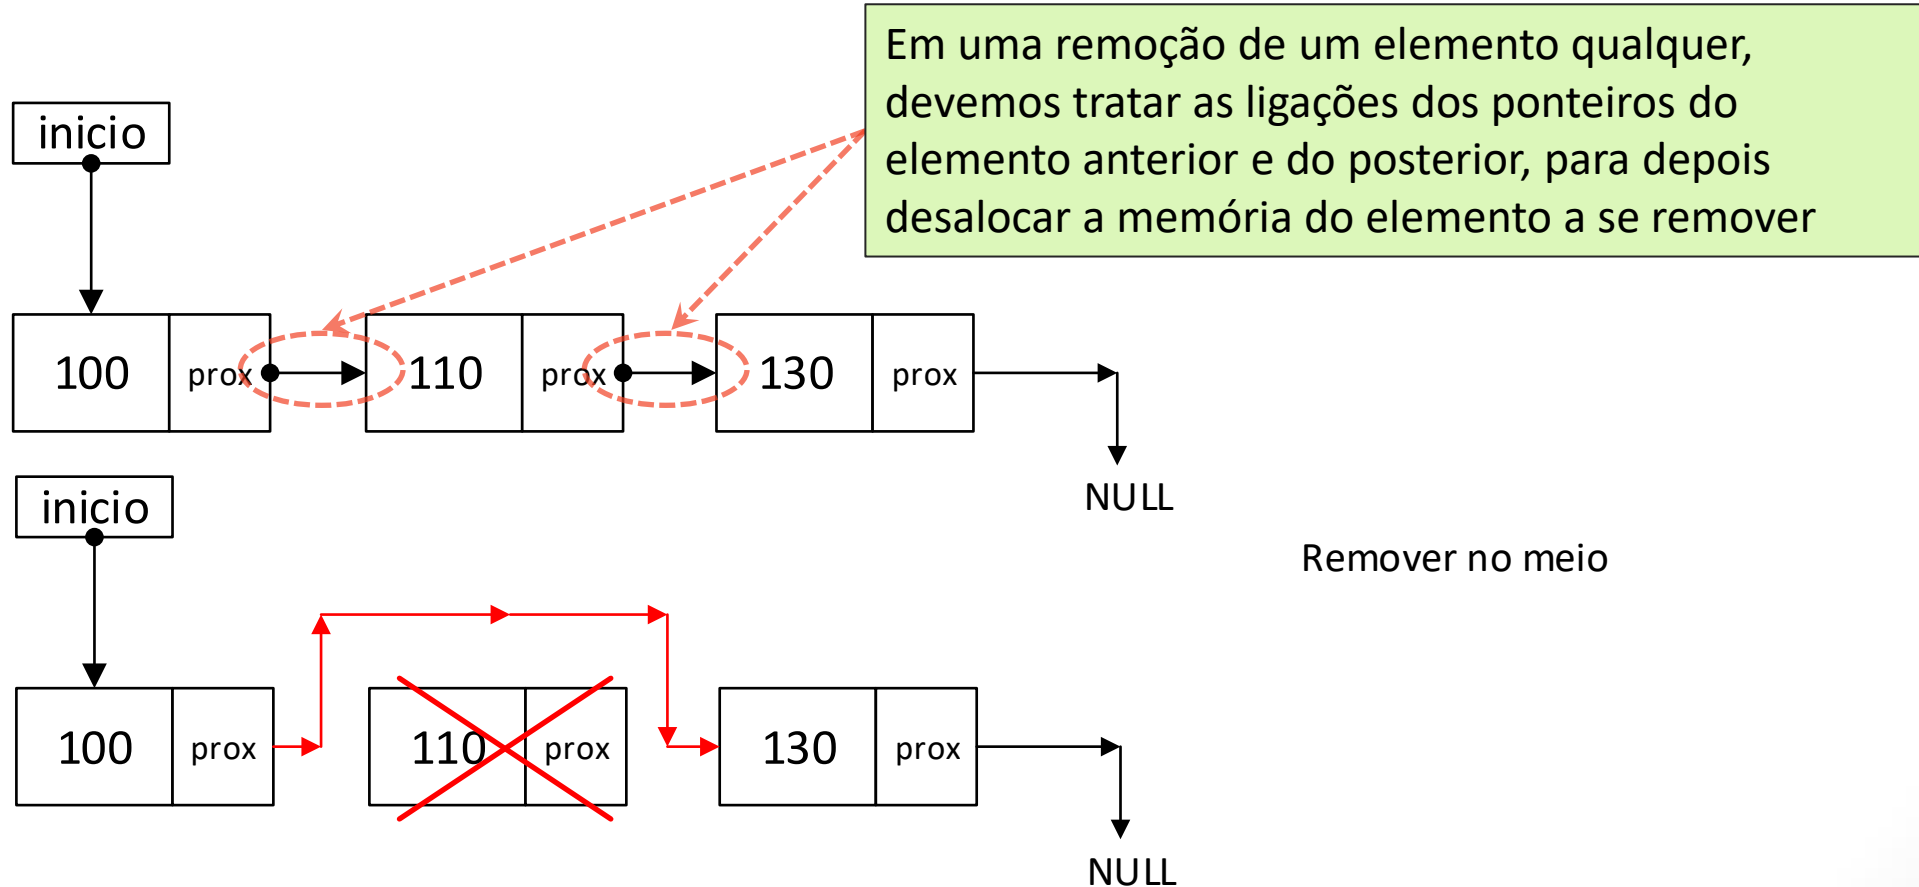 Em uma remoção de um elemento qualquer,
devemos tratar as ligações dos ponteiros do
elemento anterior e do posterior, para depois
desalocar a memória do elemento a se remover
inicio
100 prox 110 prox 130 prox
NULL
inicio
Remover no meio
100 prox 110 prox 130 prox
NULL